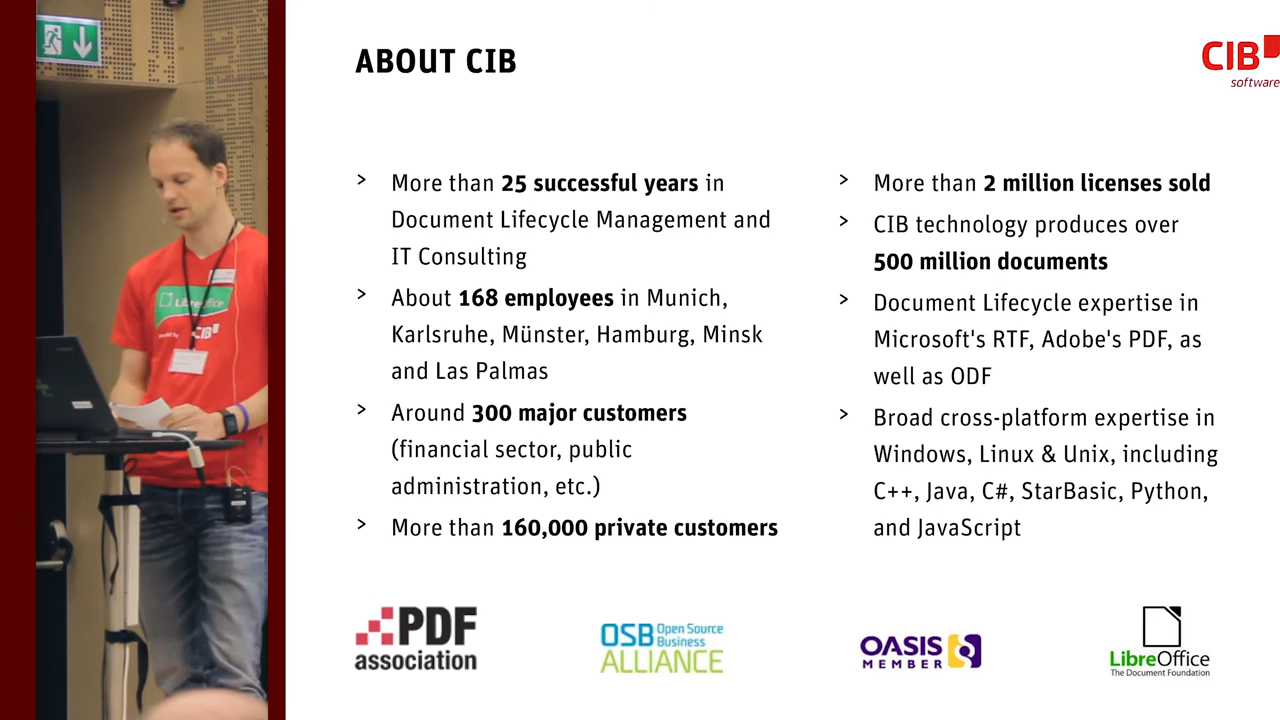 ABOUT CIB
CIB
software
> More than 25 successful years in
Document Lifecycle Management and
IT Consulting
> About 168 employees in Munich,
Karlsruhe, Münster, Hamburg, Minsk
and Las Palmas
> Around 300 major customers
(financial sector, public
administration, etc.)
> More than 160,000 private customers
> More than 2 million licenses sold
> CIB technology produces over
500 million documents
> Document Lifecycle expertise in
Microsoft's RTF, Adobe's PDF, as
well as ODF
> Broad cross-platform expertise in
Windows, Linux & Unix, including
C++, Java, C#, StarBasic, Python,
and JavaScript
PDF
association
OSB Open Source
Business
ALLIANCE
OASIS
MEMBER
LibreOffice
The Document Foundation
LibreOffice
CIB